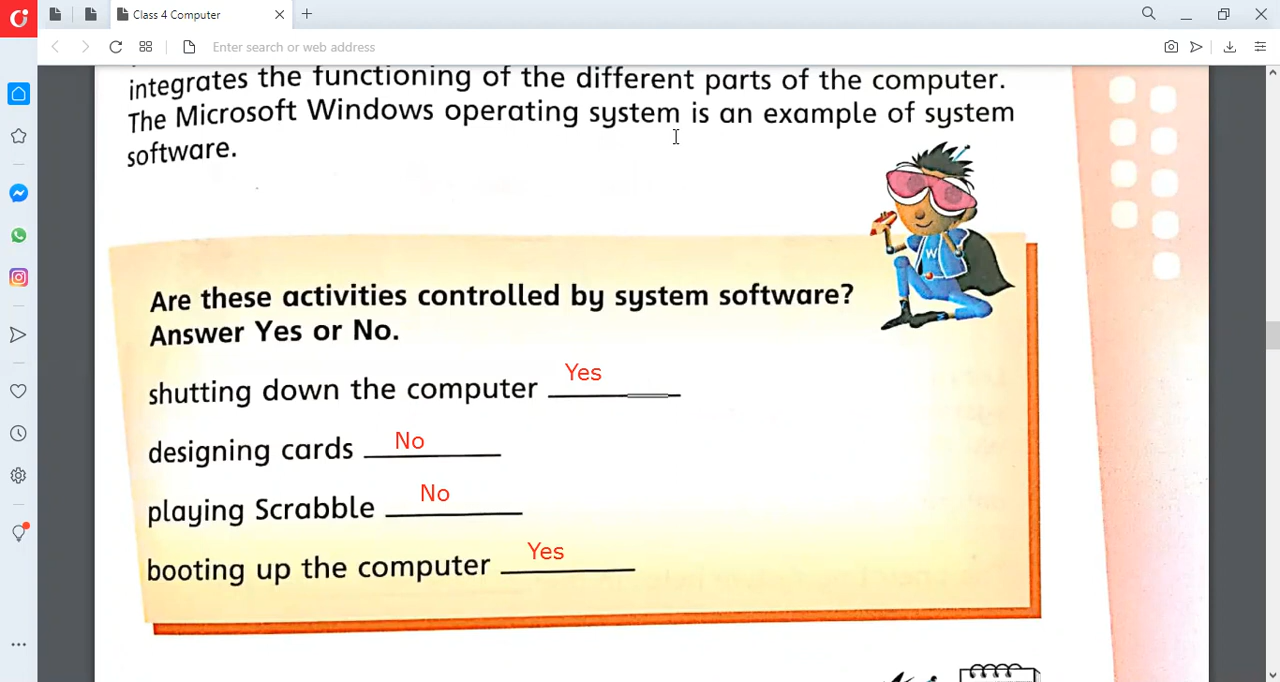 Class 4 Computer
Enter search or web address
integrates the functioning of the different parts of the computer.
The Microsoft Windows operating system is an example of system
software.
W
Are these activities controlled by system software?
Answer Yes or No.
shutting down the computer Yes
designing cards No
playing Scrabble No
booting up the computer Yes